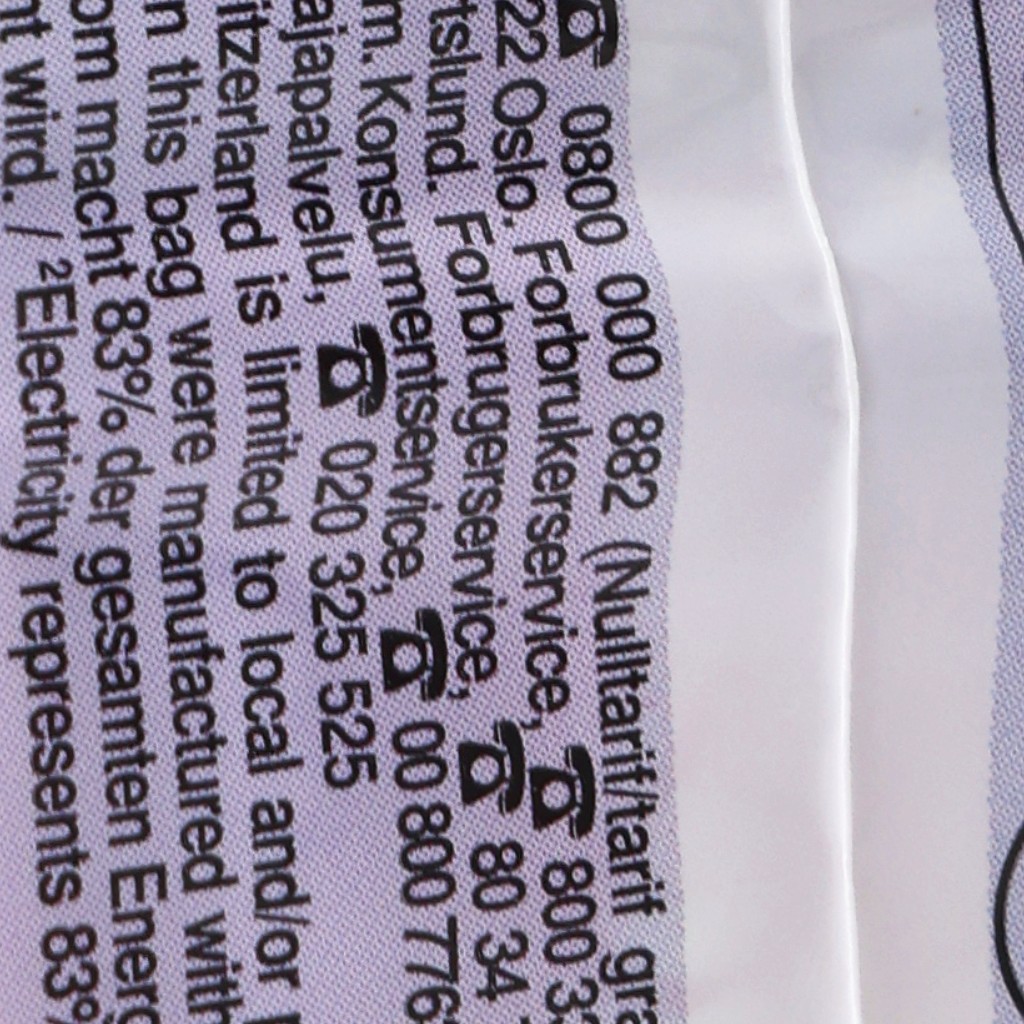 ☎ 0800 000 882 (Nulltarif/tarif
22 Oslo. Forbrukerservice, ☎ 800
tslund. Forbrugerservice, ☎ 80 34
m. Konsumentservice, ☎ 00 800 776
ajapalvelu, ☎ 020 325 525
itzerland is limited to local and/or
n this bag were manufactured with
om macht 83% der gesamten Energ
nt wird. / ²Electricity represents 83%